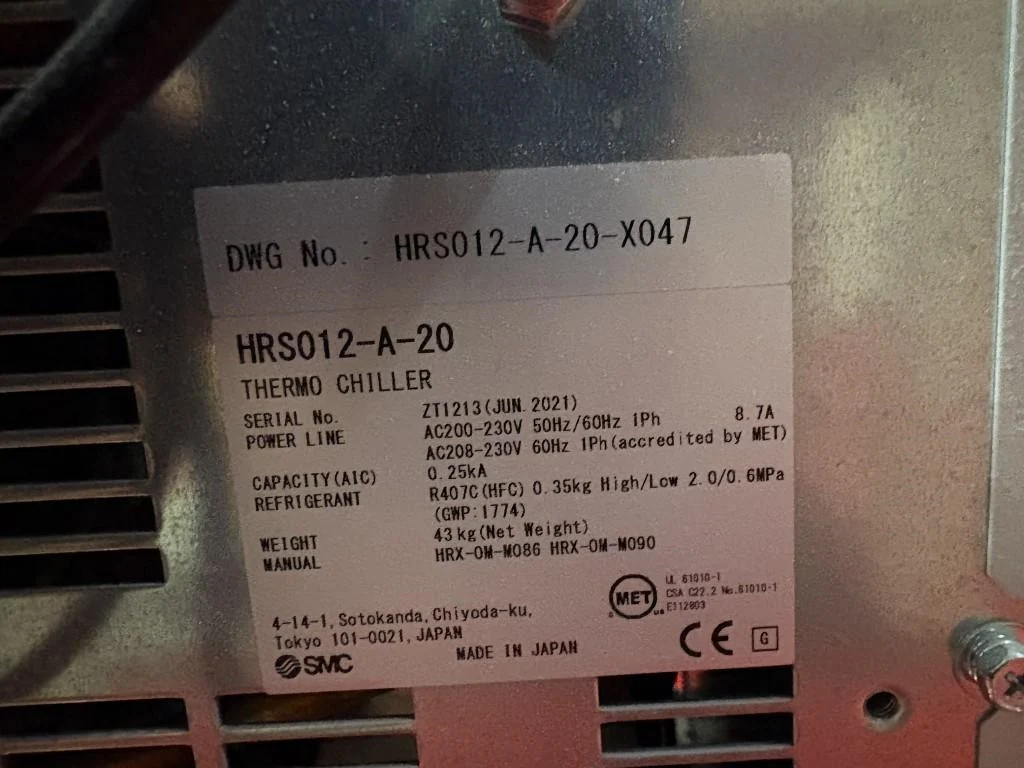 DWG No. : HRS012-A-20-X047
HRS012-A-20
THERMO CHILLER
SERIAL No. ZT1213(JUN.2021)
POWER LINE AC200-230V 50Hz/60Hz 1Ph 8.7A
AC208-230V 60Hz 1Ph(accredited by MET)
CAPACITY(AIC) 0.25kA
REFRIGERANT R407C(HFC) 0.35kg High/Low 2.0/0.6MPa
(GWP:1774)
WEIGHT 43kg(Net Weight)
MANUAL HRX-OM-M086 HRX-OM-M090
MET
c us
UL 61010-1
CSA C22.2 No.61010-1
E112803
4-14-1, Sotokanda, Chiyoda-ku,
Tokyo 101-0021, JAPAN
SMC MADE IN JAPAN
CE G